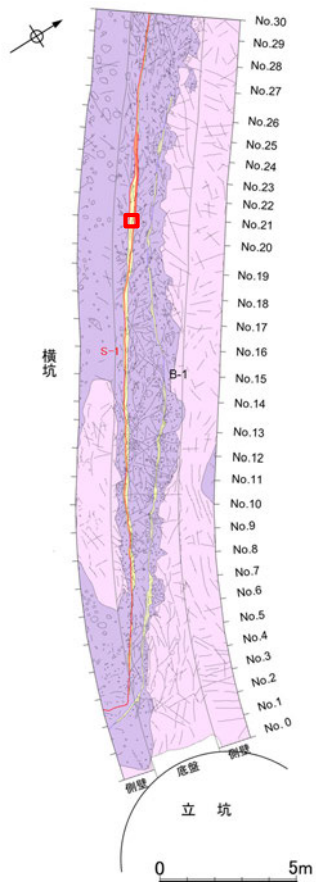 No.30
No.29
No.28
No.27
No.26
No.25
No.24
No.23
No.22
No.21
No.20
No.19
No.18
No.17
横坑
S-1
No.16
B-1
No.15
No.14
No.13
No.12
No.11
No.10
No.9
No.8
No.7
No.6
No.5
No.4
No.3
No.2
No.1
No.0
側壁
底盤
側壁
立坑
0 5m